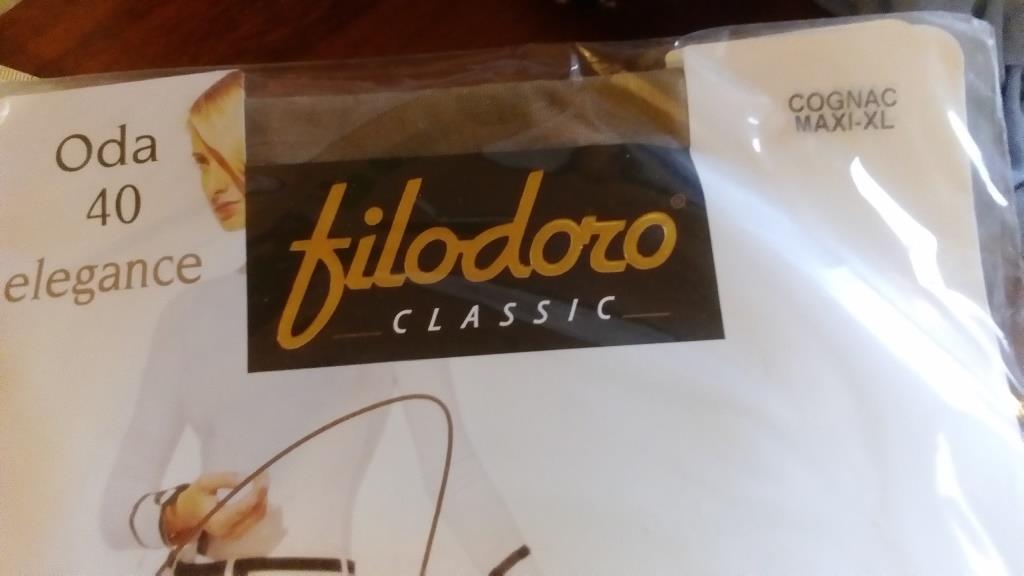 Oda
40
elegance
filodoro®
CLASSIC
COGNAC
MAXI-XL